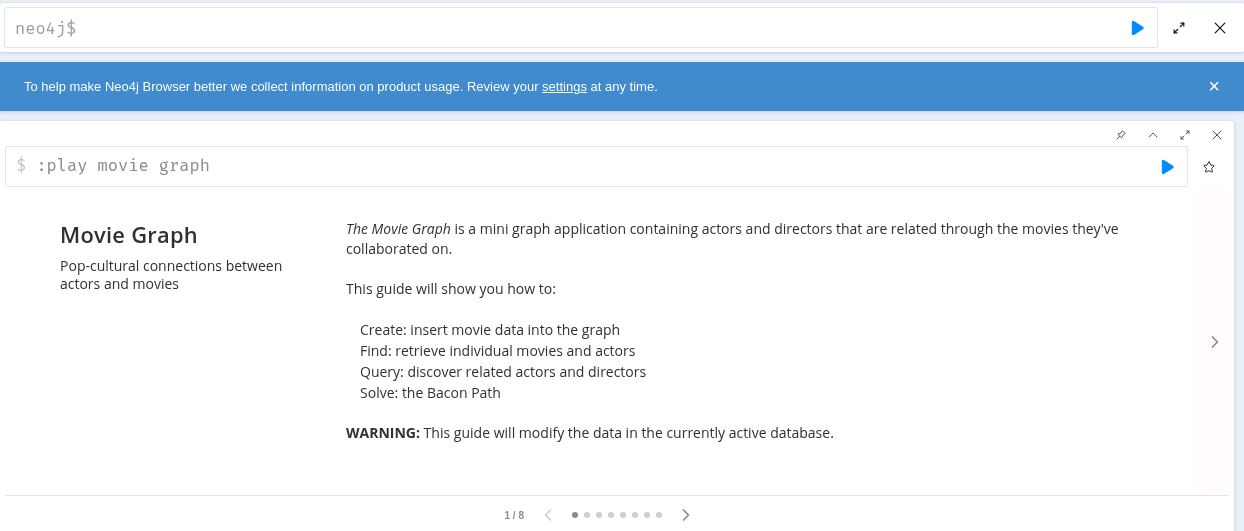 neo4j$
To help make Neo4j Browser better we collect information on product usage. Review your settings at any time.
$ :play movie graph
Movie Graph
Pop-cultural connections between
actors and movies
The Movie Graph is a mini graph application containing actors and directors that are related through the movies they've
collaborated on.
This guide will show you how to:
Create: insert movie data into the graph
Find: retrieve individual movies and actors
Query: discover related actors and directors
Solve: the Bacon Path
WARNING: This guide will modify the data in the currently active database.
1 / 8